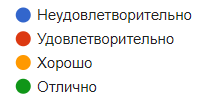 Неудовлетворительно
Удовлетворительно
Хорошо
Отлично